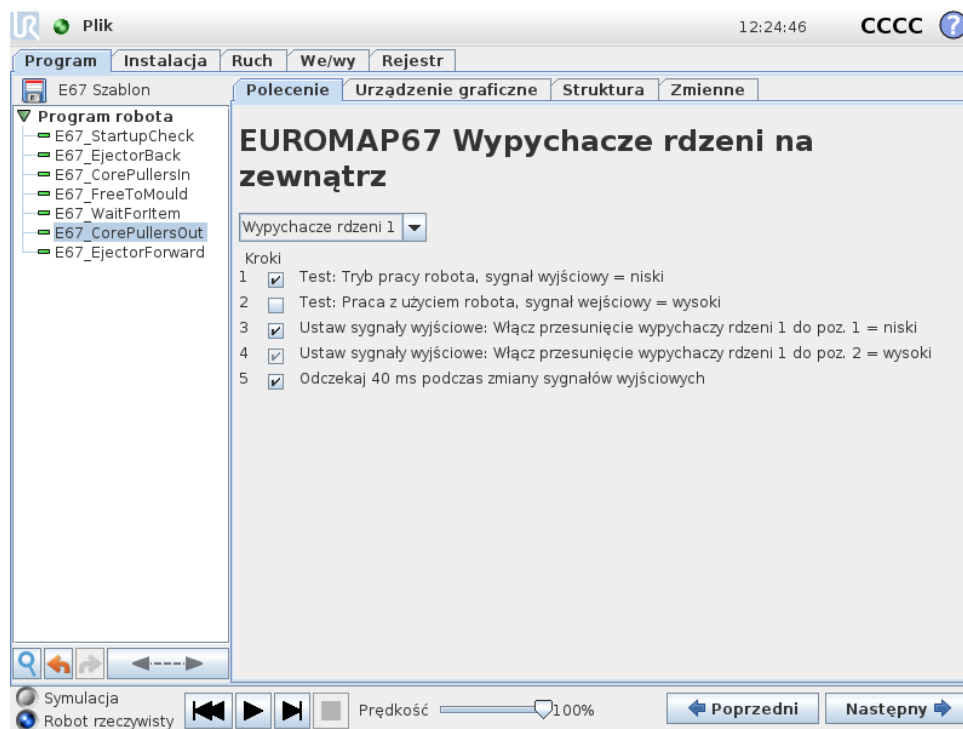 UR Plik 12:24:46 CCCC ?
Program Instalacja Ruch We/wy Rejestr
E67 Szablon
Polecenie Urządzenie graficzne Struktura Zmienne
Program robota
E67_StartupCheck
E67_EjectorBack
E67_CorePullersIn
E67_FreeToMould
E67_WaitForItem
E67_CorePullersOut
E67_EjectorForward
EUROMAP67 Wypychacze rdzeni na
zewnątrz
Wypychacze rdzeni 1
Kroki
1 Test: Tryb pracy robota, sygnał wyjściowy = niski
2 Test: Praca z użyciem robota, sygnał wejściowy = wysoki
3 Ustaw sygnały wyjściowe: Włącz przesunięcie wypychaczy rdzeni 1 do poz. 1 = niski
4 Ustaw sygnały wyjściowe: Włącz przesunięcie wypychaczy rdzeni 1 do poz. 2 = wysoki
5 Odczekaj 40 ms podczas zmiany sygnałów wyjściowych
Symulacja
Robot rzeczywisty
Prędkość 100%
Poprzedni
Następny